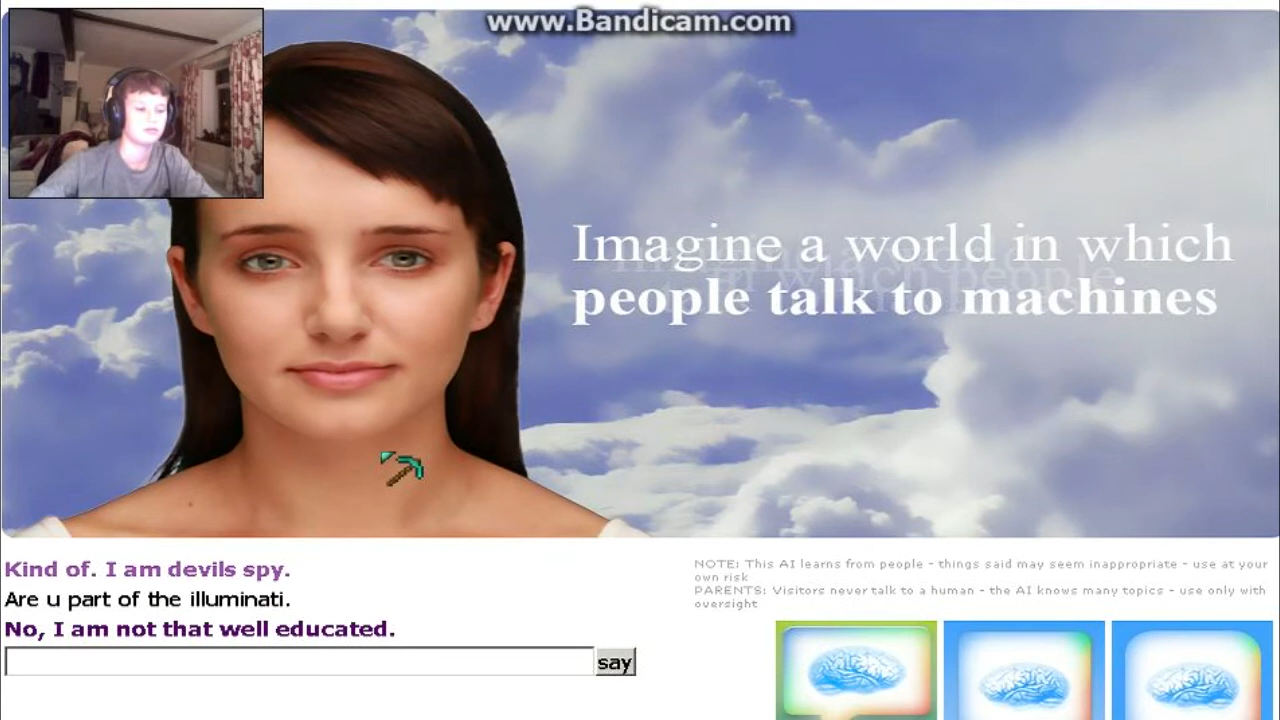 www.Bandicam.com
Imagine a world in which
people talk to machines
Kind of. I am devils spy.
Are u part of the illuminati.
No, I am not that well educated.
say
NOTE: This AI learns from people - things said may seem inappropriate - use at your
own risk
PARENTS: Visitors never talk to a human - the AI knows many topics - use only with
oversight